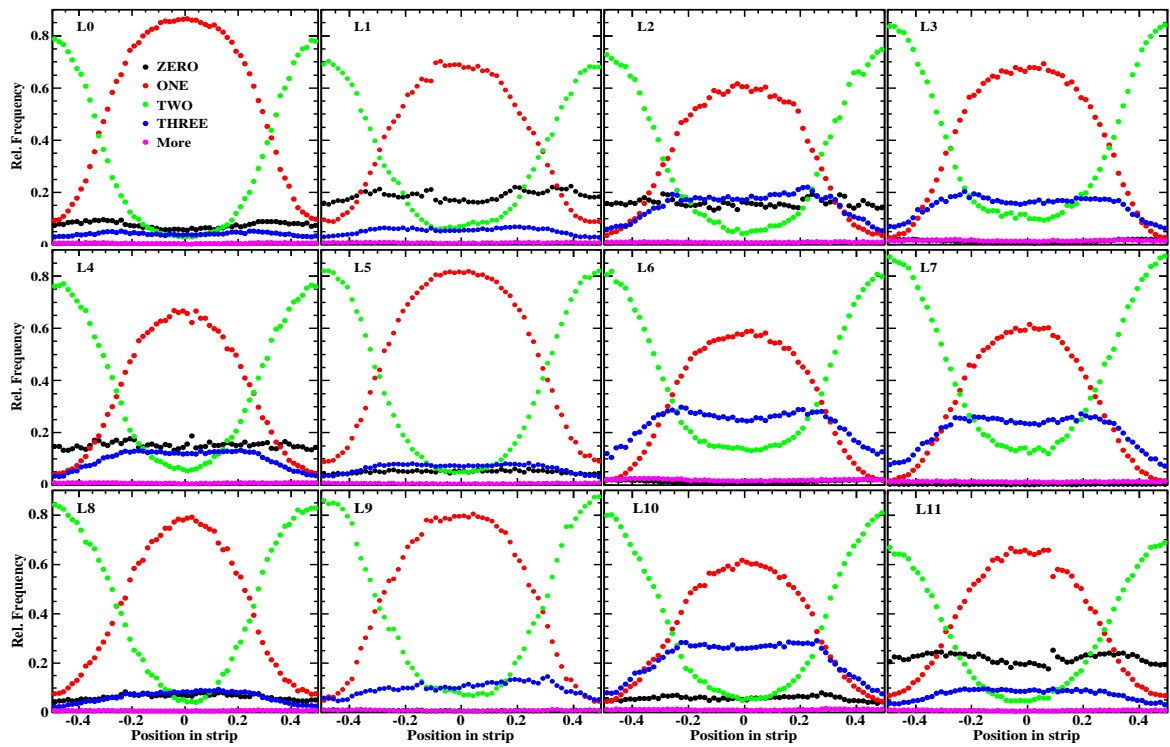 L0 L1 L2 L3
ZERO
ONE
TWO
THREE
More
0.8
0.6
0.4
0.2
0
Rel. Frequency
L4 L5 L6 L7
0.8
0.6
0.4
0.2
0
Rel. Frequency
L8 L9 L10 L11
0.8
0.6
0.4
0.2
0
Rel. Frequency
-0.4 -0.2 0 0.2 0.4 -0.4 -0.2 0 0.2 0.4 -0.4 -0.2 0 0.2 0.4 -0.4 -0.2 0 0.2 0.4
Position in strip Position in strip Position in strip Position in strip